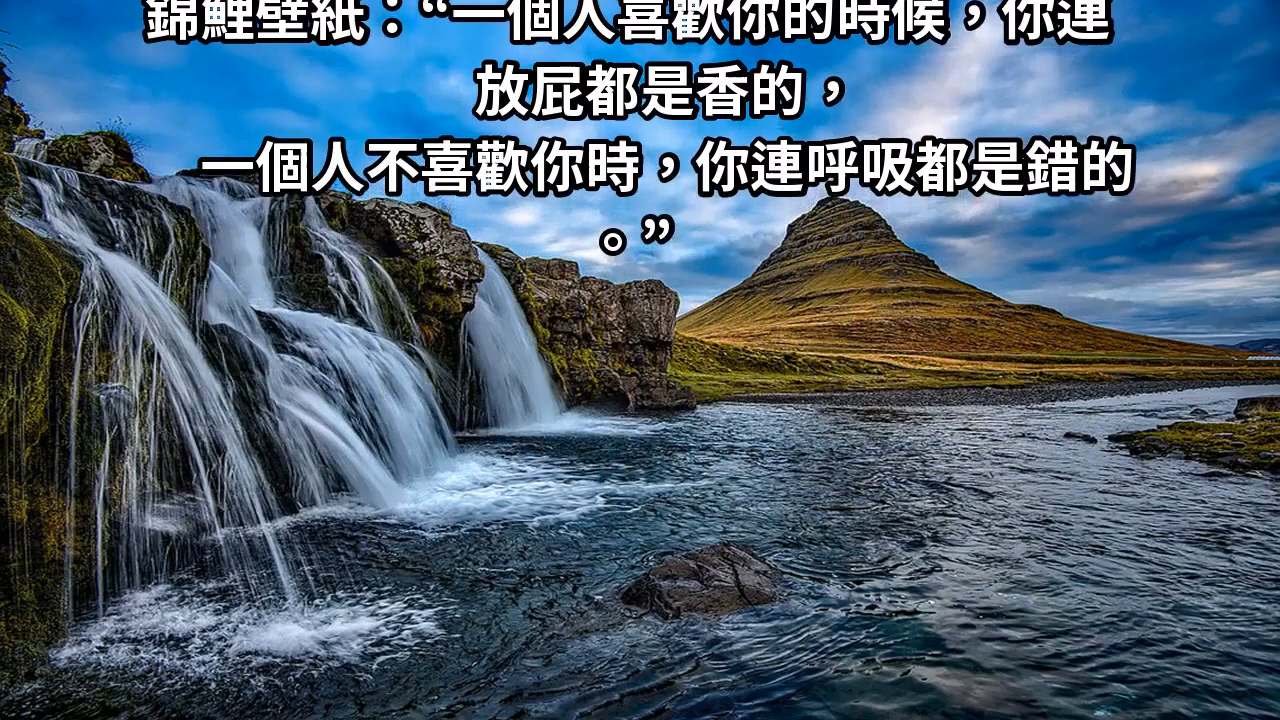 錦鯉壁紙：“一個人喜歡你的時候，你連
放屁都是香的，
一個人不喜歡你時，你連呼吸都是錯的
。”